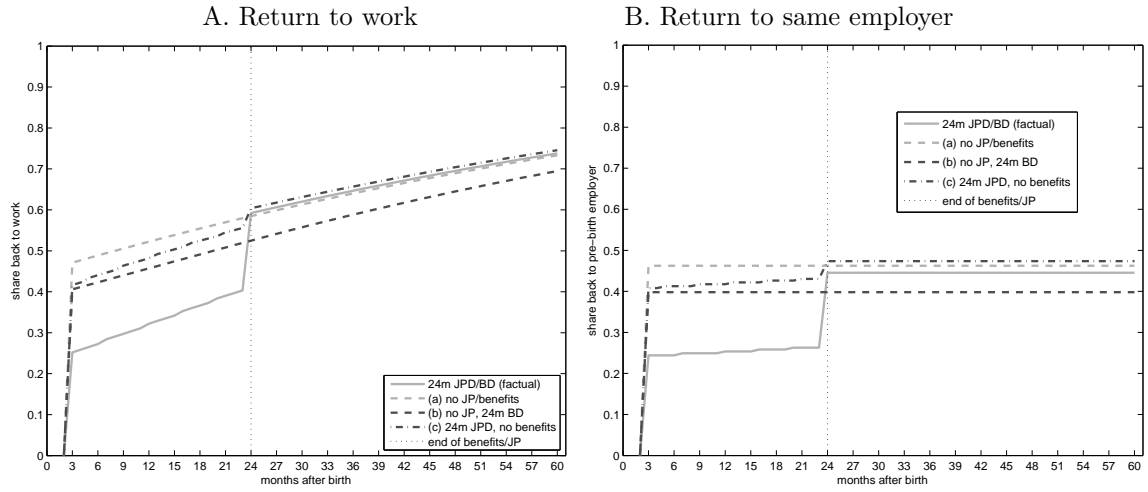 A. Return to work
1
0.9
0.8
0.7
0.6
0.5
0.4
0.3
0.2
0.1
0
share back to work
24m JPD/BD (factual)
(a) no JP/benefits
(b) no JP, 24m BD
(c) 24m JPD, no benefits
end of benefits/JP
0 3 6 9 12 15 18 21 24 27 30 33 36 39 42 45 48 51 54 57 60
months after birth
B. Return to same employer
1
0.9
0.8
0.7
0.6
0.5
0.4
0.3
0.2
0.1
0
share back to pre−birth employer
24m JPD/BD (factual)
(a) no JP/benefits
(b) no JP, 24m BD
(c) 24m JPD, no benefits
end of benefits/JP
0 3 6 9 12 15 18 21 24 27 30 33 36 39 42 45 48 51 54 57 60
months after birth